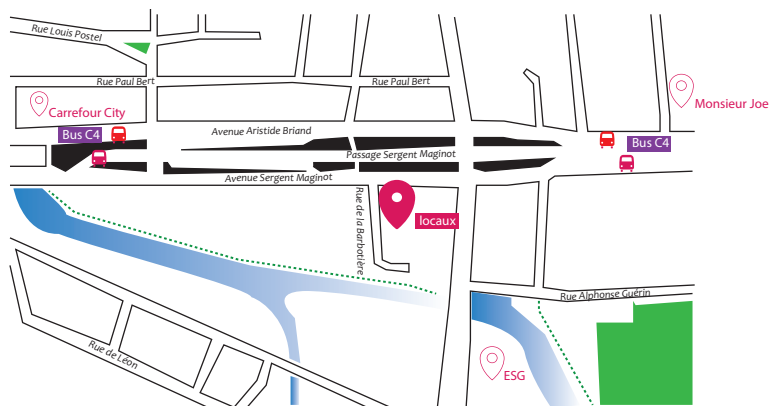 Rue Louis Postel
Rue Paul Bert
Rue Paul Bert
Carrefour City
Monsieur Joe
Bus C4
Avenue Aristide Briand
Bus C4
Passage Sergent Maginot
Avenue Sergent Maginot
Rue de la Barbotière
locaux
Rue Alphonse Guérin
Rue de Léon
ESG